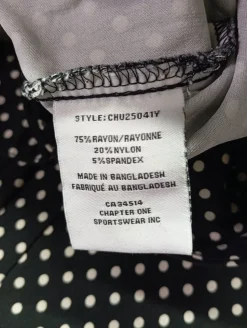 STYLE:CHU25041Y
75%RAYON/RAYONNE
20%NYLON
5%SPANDEX
MADE IN BANGLADESH
FABRIQUÉ AU BANGLADESH
CA34514
CHAPTER ONE
SPORTSWEAR INC